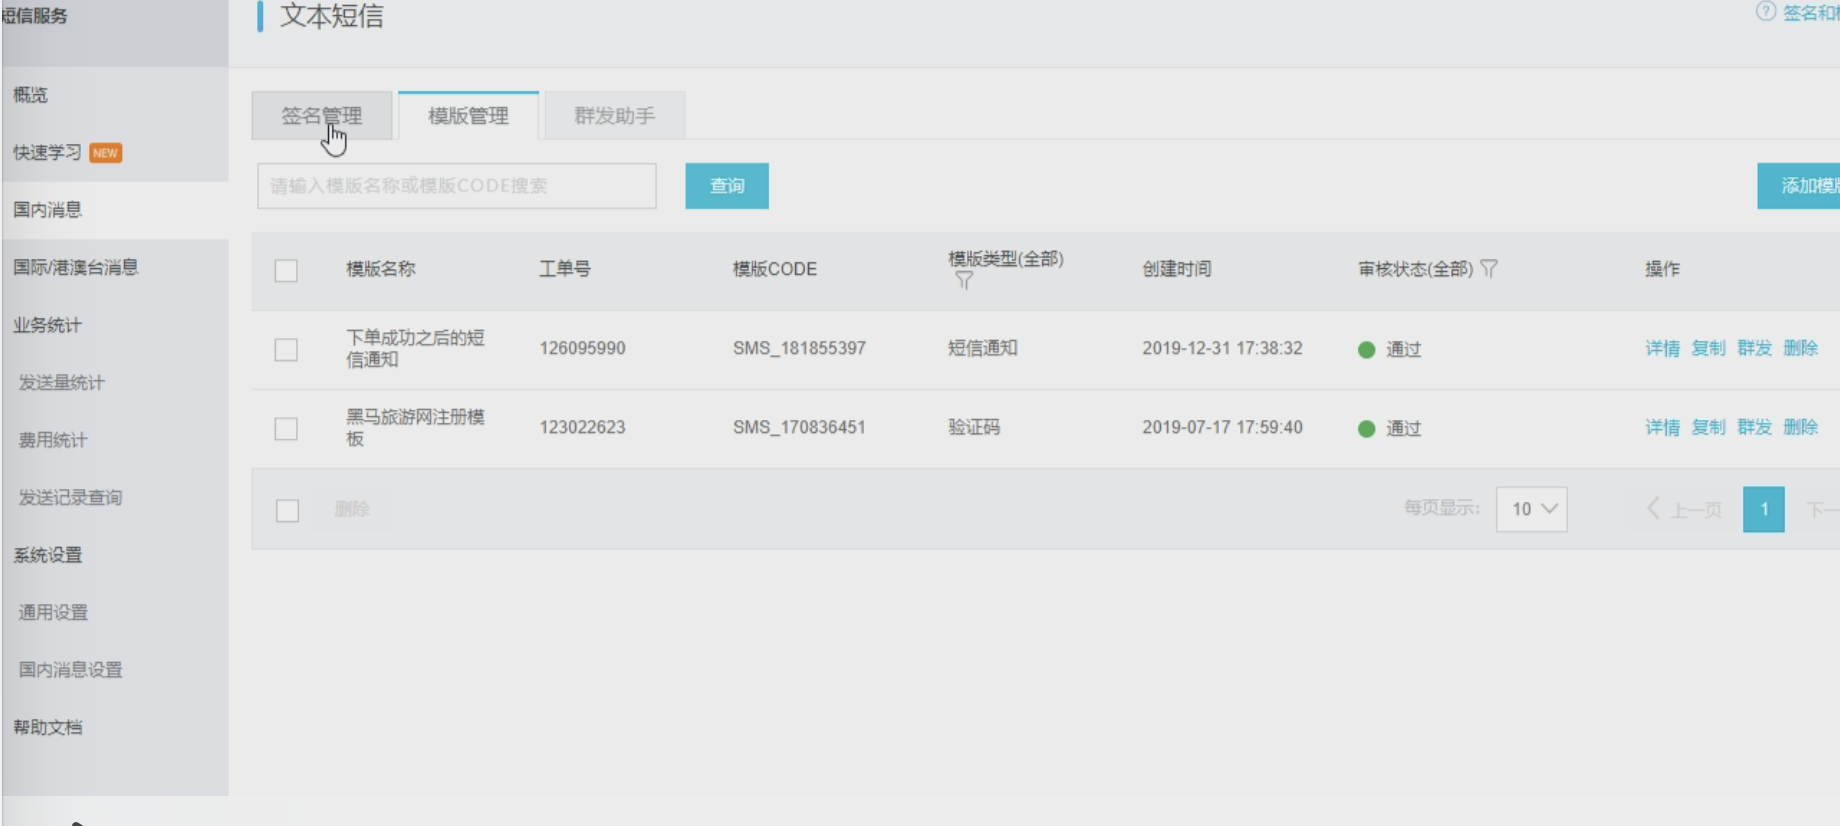 短信服务
文本短信
签名和
概览
快速学习 NEW
国内消息
国际/港澳台消息
业务统计
发送量统计
费用统计
发送记录查询
系统设置
通用设置
国内消息设置
帮助文档
签名管理 模版管理 群发助手
请输入模版名称或模版CODE搜索 查询 添加模版
模版名称 工单号 模版CODE 模版类型(全部) 创建时间 审核状态(全部) 操作
下单成功之后的短
信通知 126095990 SMS_181855397 短信通知 2019-12-31 17:38:32 通过 详情 复制 群发 删除
黑马旅游网注册模
板 123022623 SMS_170836451 验证码 2019-07-17 17:59:40 通过 详情 复制 群发 删除
删除 每页显示: 10 上一页 1 下一